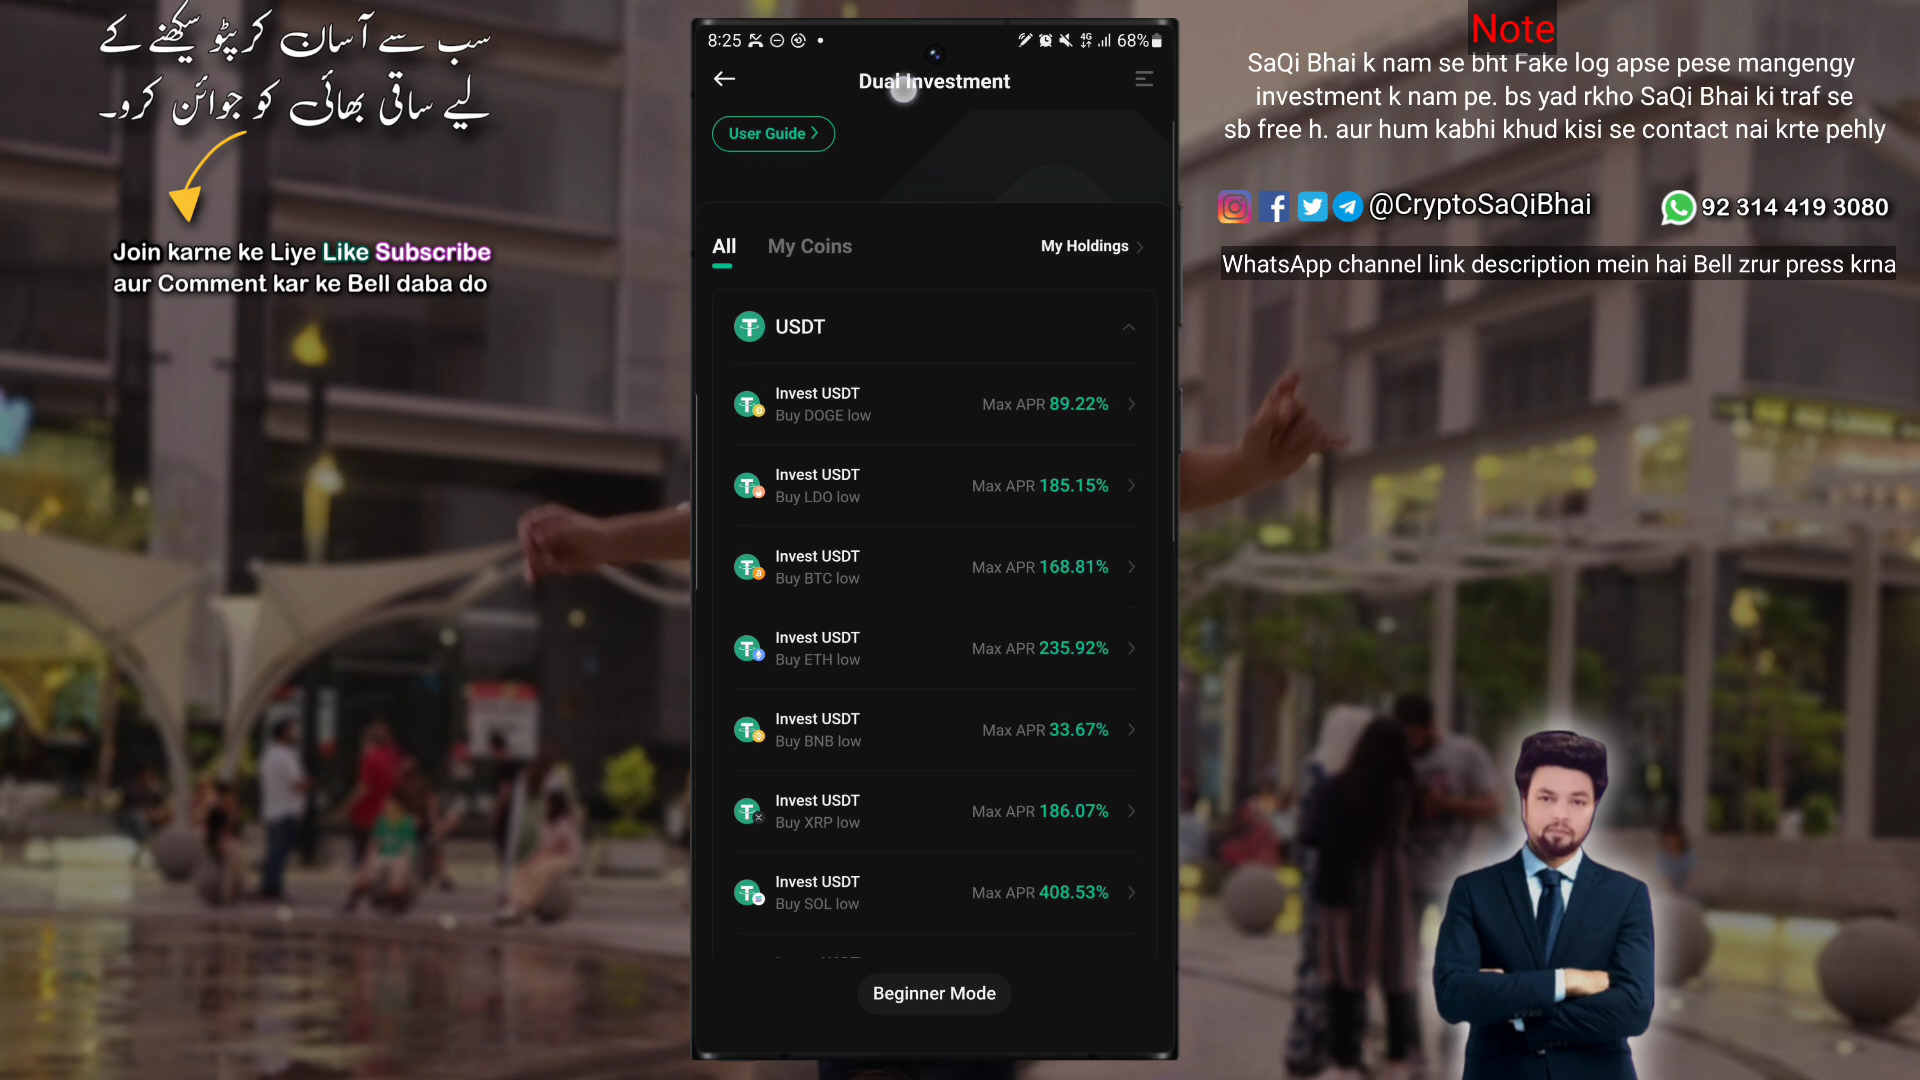 سب سے آسان کرپٹو سکھنے کے
لیے ساقی بھائی کو جوائن کرو۔
Join karne ke Liye Like Subscribe
aur Comment kar ke Bell daba do
8:25
4G
68%
Dual Investment
User Guide
All
My Coins
My Holdings
USDT
Invest USDT
Buy DOGE low
Max APR 89.22%
Invest USDT
Buy LDO low
Max APR 185.15%
Invest USDT
Buy BTC low
Max APR 168.81%
Invest USDT
Buy ETH low
Max APR 235.92%
Invest USDT
Buy BNB low
Max APR 33.67%
Invest USDT
Buy XRP low
Max APR 186.07%
Invest USDT
Buy SOL low
Max APR 408.53%
Beginner Mode
Note
SaQi Bhai k nam se bht Fake log apse pese mangengy
investment k nam pe. bs yad rkho SaQi Bhai ki traf se
sb free h. aur hum kabhi khud kisi se contact nai krte pehly
@CryptoSaQiBhai
92 314 419 3080
WhatsApp channel link description mein hai Bell zrur press krna